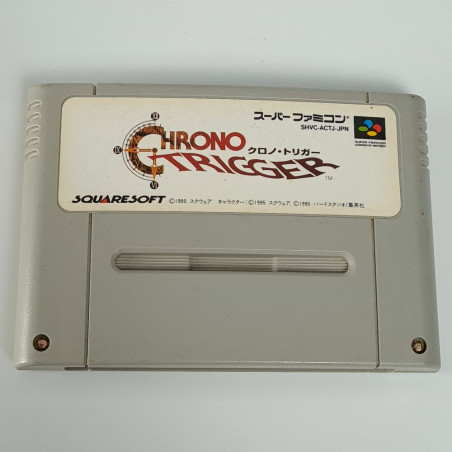 スーパーファミコン
SHVC-ACTJ-JPN
CHRONO
クロノ・トリガー
TRIGGER
TM
SQUARESOFT
©1995 スクウェア キャラクター:©1995 スクウェア, ©1995 バードスタジオ/集英社